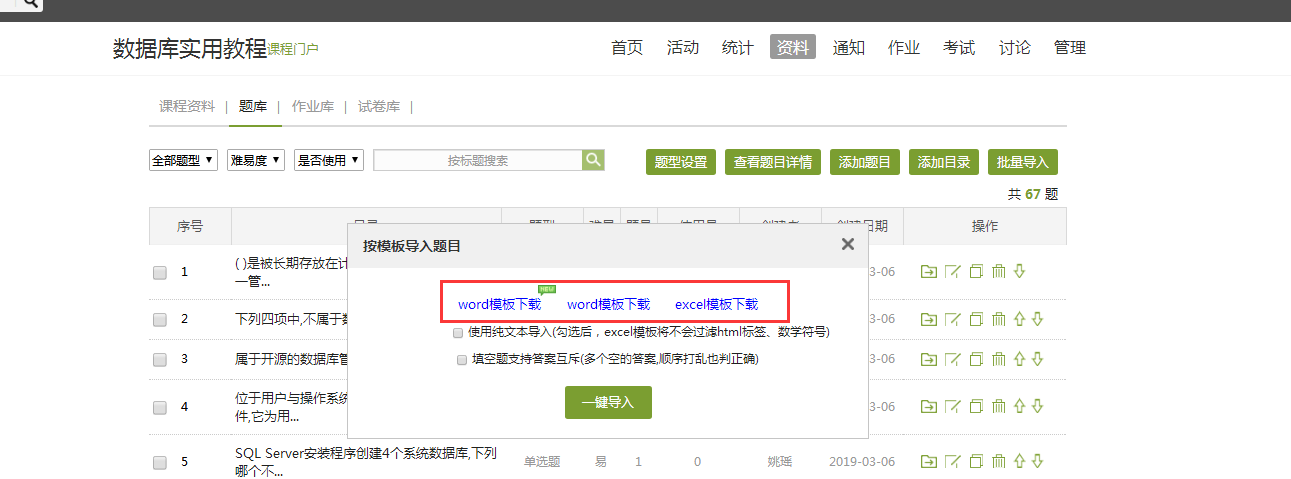 数据库实用教程课程门户 首页 活动 统计 资料 通知 作业 考试 讨论 管理
课程资料 | 题库 | 作业库 | 试卷库 |
全部题型 难易度 是否使用 按标题搜索 题型设置 查看题目详情 添加题目 添加目录 批量导入
共 67 题
序号 操作
按模板导入题目
NEW
word模板下载 word模板下载 excel模板下载
使用纯文本导入(勾选后，excel模板将不会过滤html标签、数学符号)
填空题支持答案互斥(多个空的答案,顺序打乱也判正确)
一键导入
1 ( )是被长期存放在计
一管... -03-06
2 下列四项中,不属于数 -03-06
3 属于开源的数据库管 -03-06
4 位于用户与操作系统
件,它为用... -03-06
5 SQL Server安装程序创建4个系统数据库,下列
哪个不... 单选题 易 1 0 姚瑶 2019-03-06